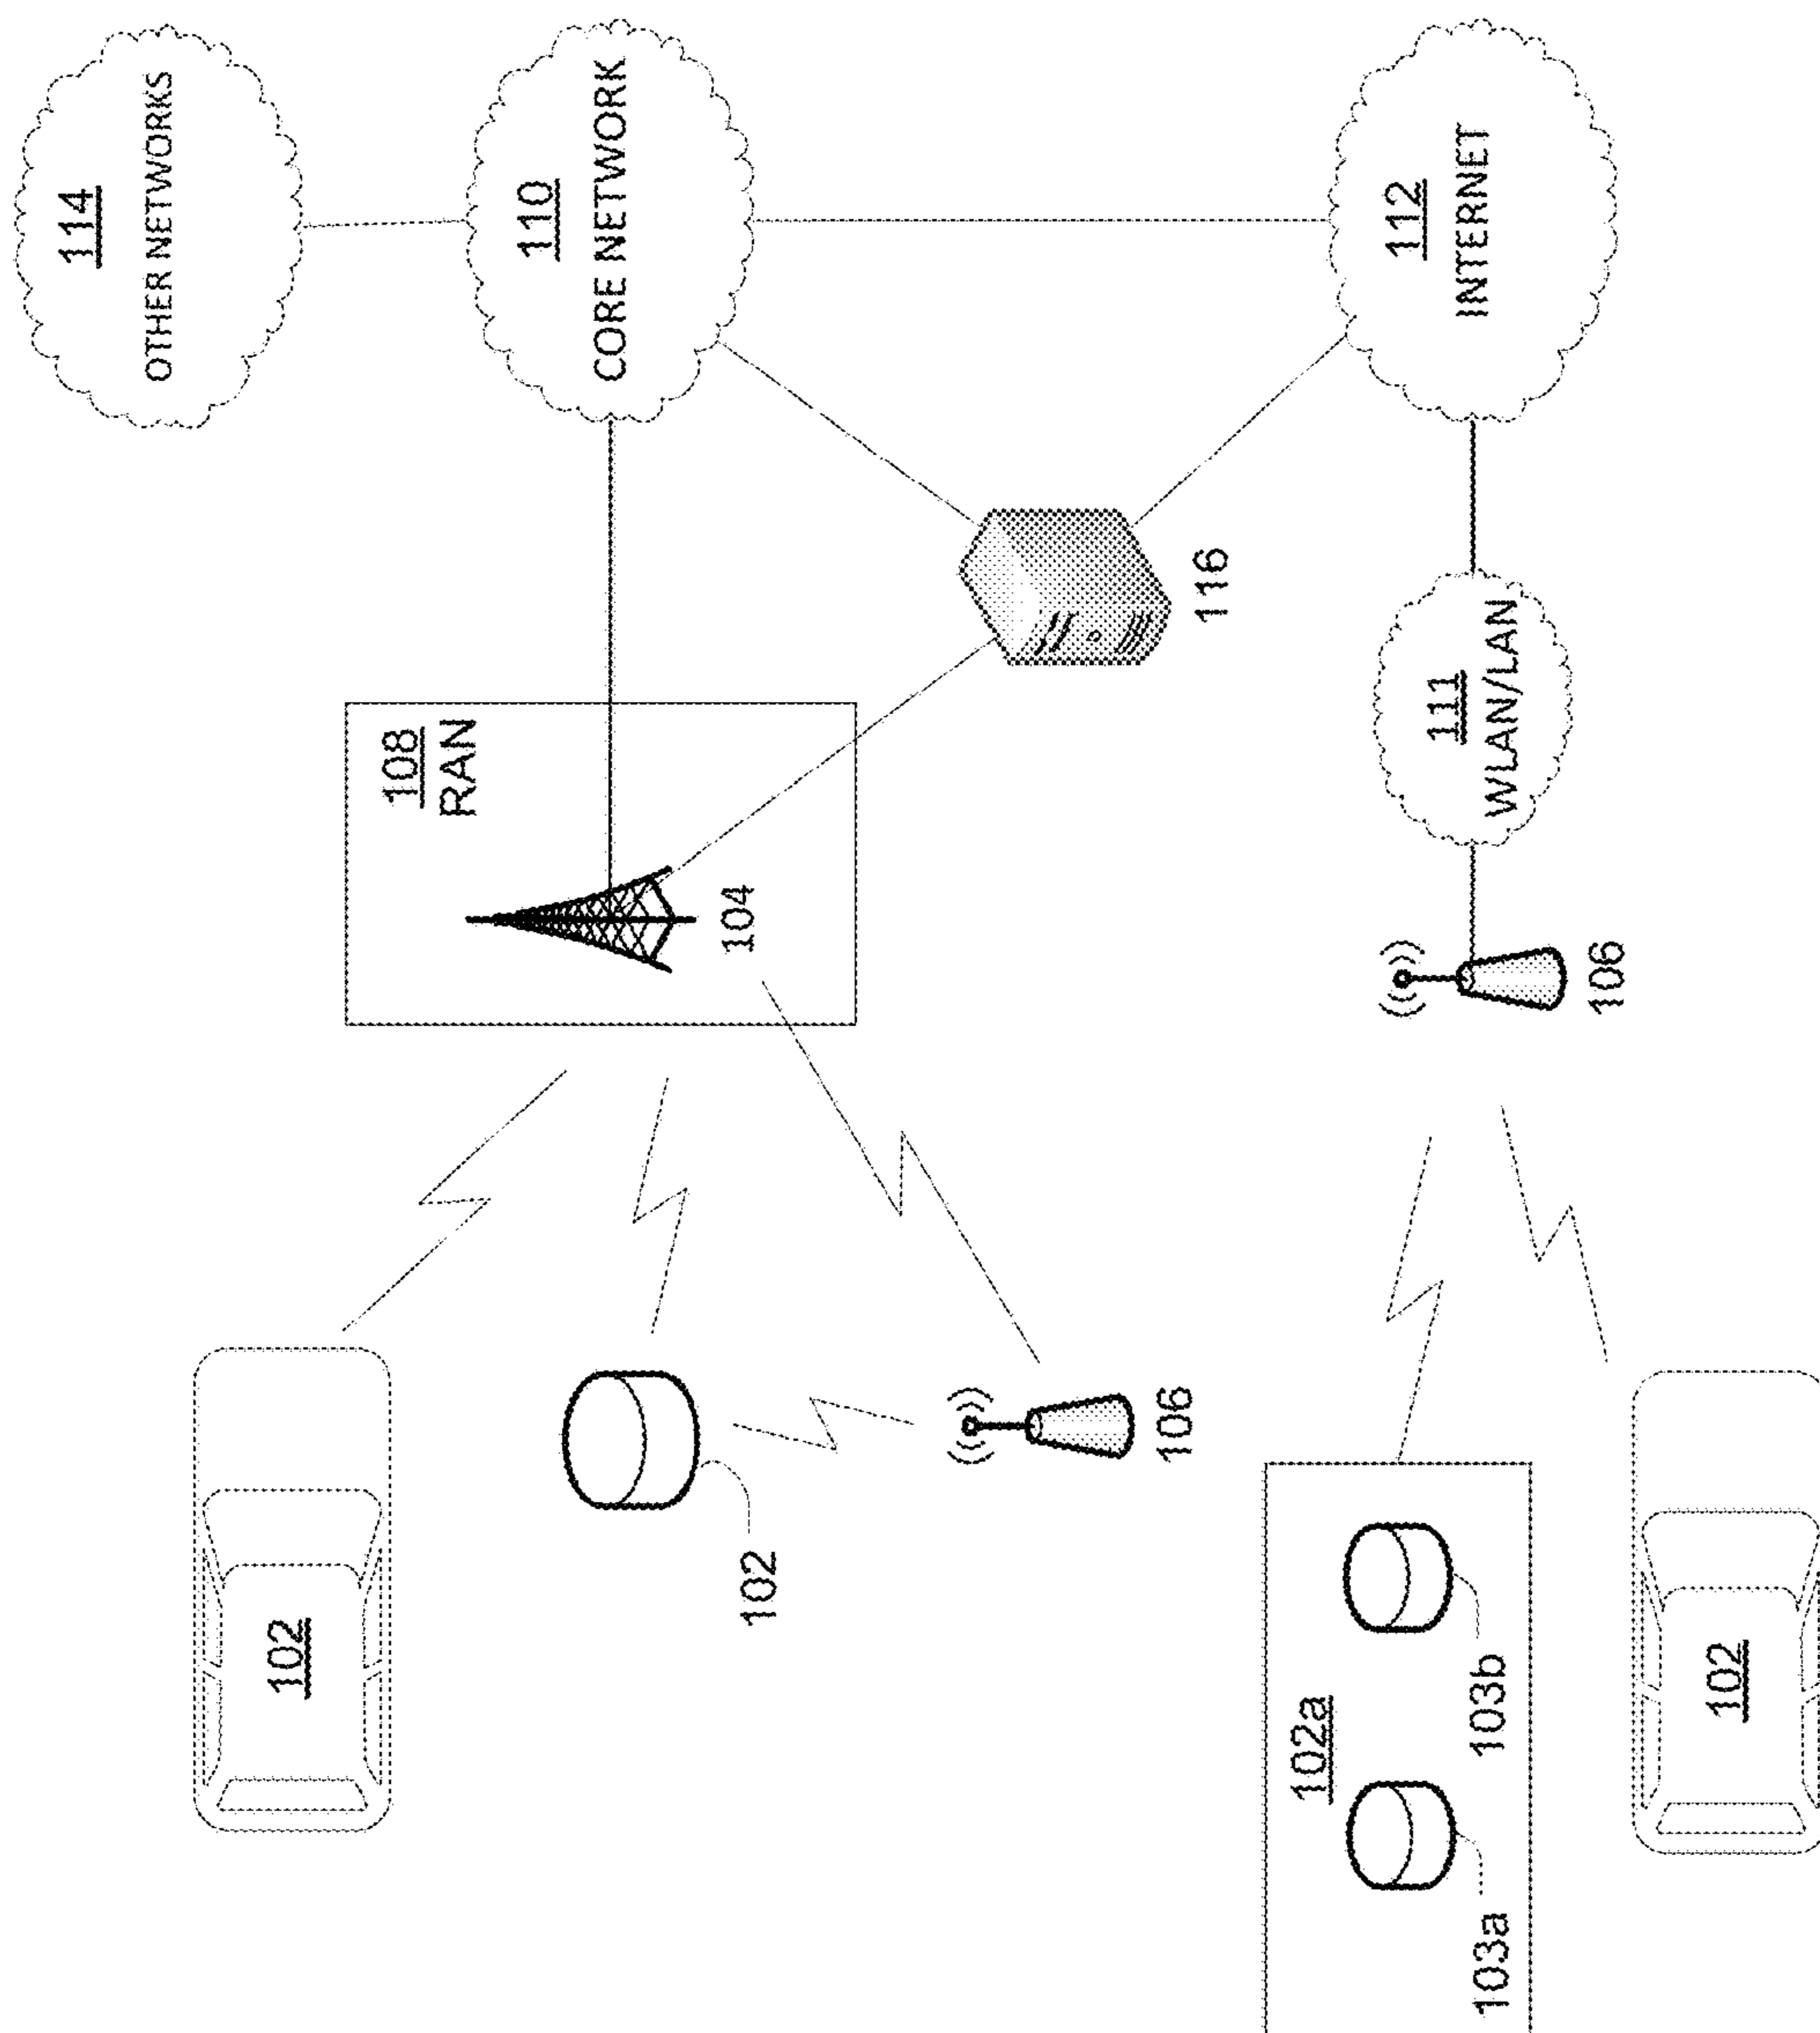 114
OTHER NETWORKS
102
108
RAN
110
CORE NETWORK
104
102
106
116
102a
103a
103b
112
INTERNET
111
WLAN/LAN
106
102